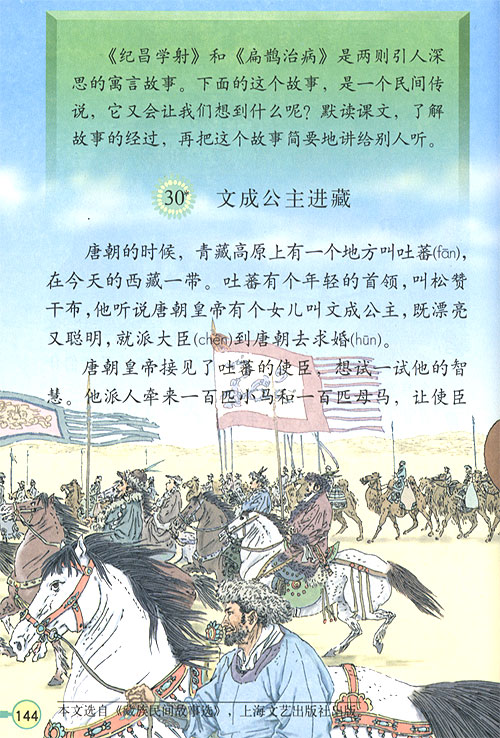 《纪昌学射》和《扁鹊治病》是两则引人深
思的寓言故事。下面的这个故事，是一个民间传
说，它又会让我们想到什么呢？默读课文，了解
故事的经过，再把这个故事简要地讲给别人听。
30* 文成公主进藏
唐朝的时候，青藏高原上有一个地方叫吐蕃(fān)，
在今天的西藏一带。吐蕃有个年轻的首领，叫松赞
干布，他听说唐朝皇帝有个女儿叫文成公主，既漂亮
又聪明，就派大臣(chén)到唐朝去求婚(hūn)。
唐朝皇帝接见了吐蕃的使臣，想试一试他的智
慧。他派人牵来一百匹小马和一百匹母马，让使臣
本文选自《藏族民间故事选》，上海文艺出版社出版。
144